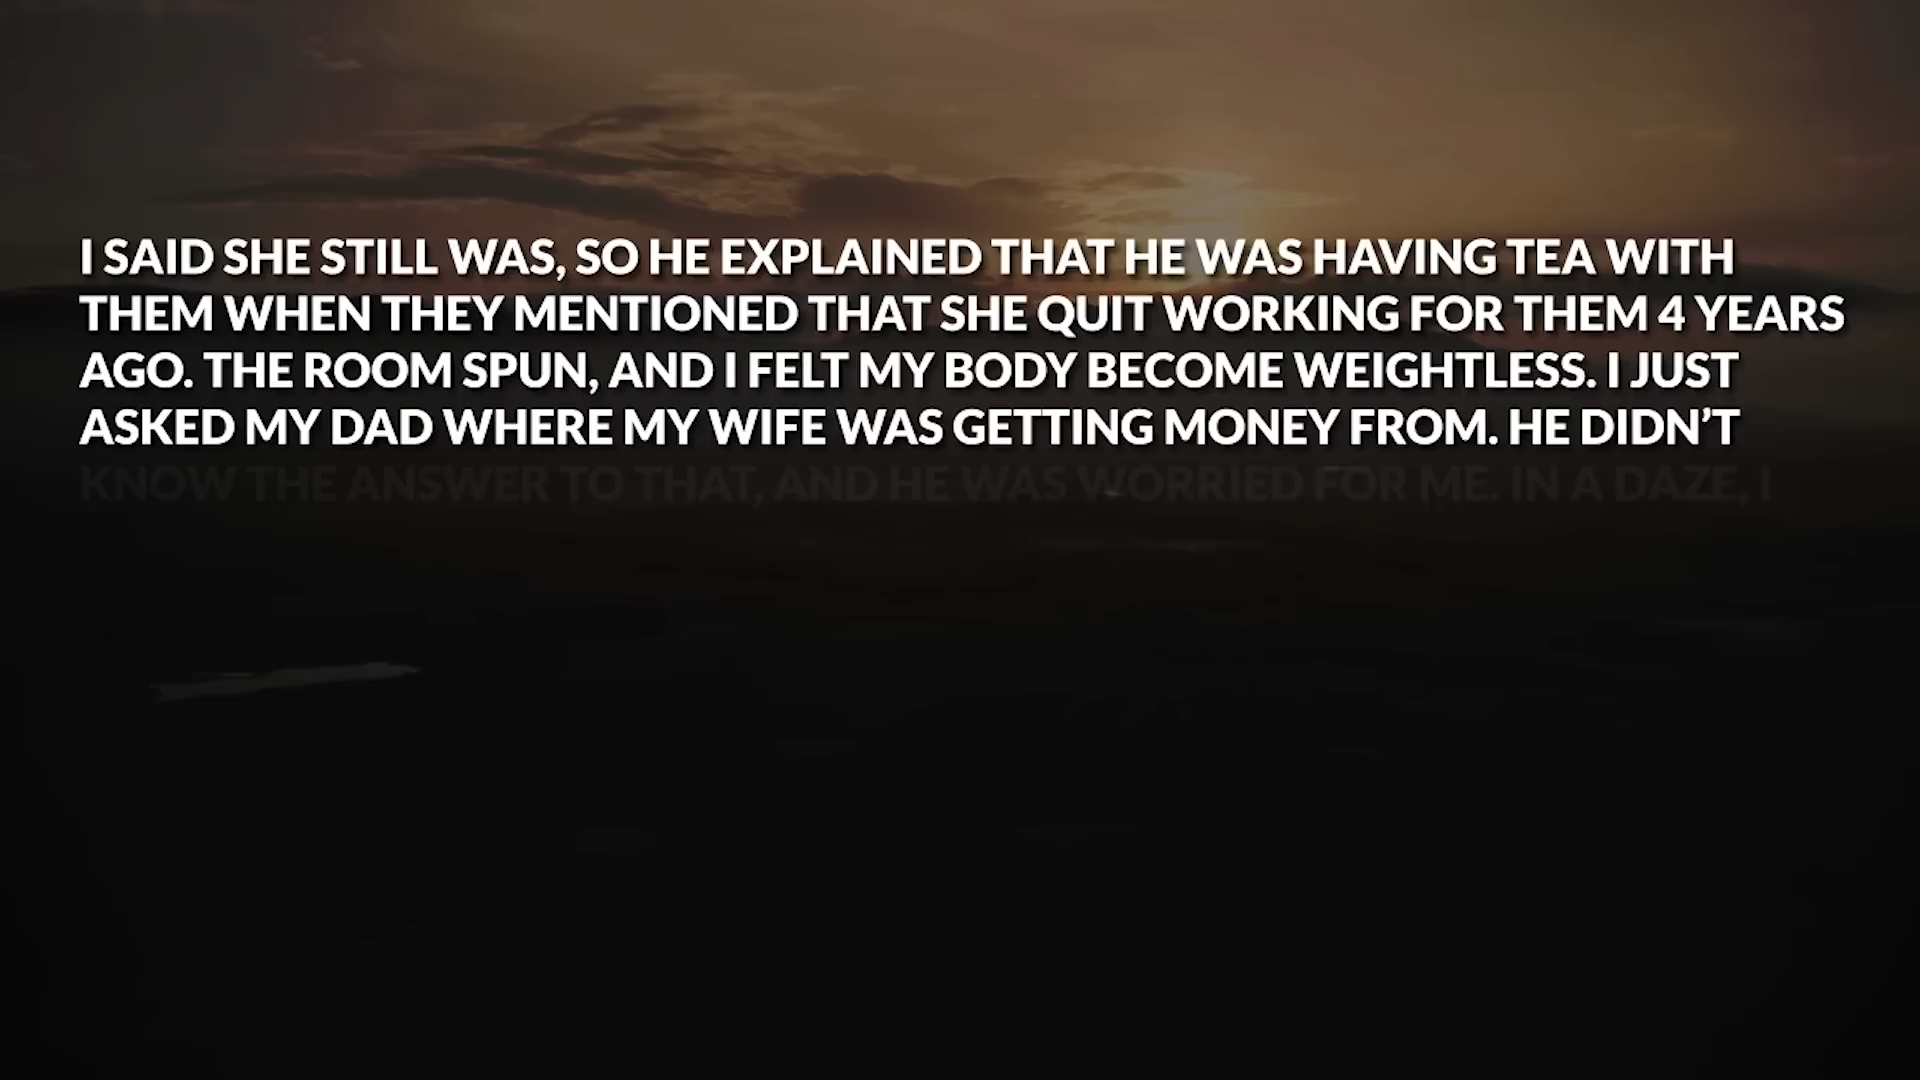 I SAID SHE STILL WAS, SO HE EXPLAINED THAT HE WAS HAVING TEA WITH
THEM WHEN THEY MENTIONED THAT SHE QUIT WORKING FOR THEM 4 YEARS
AGO. THE ROOM SPUN, AND I FELT MY BODY BECOME WEIGHTLESS. I JUST
ASKED MY DAD WHERE MY WIFE WAS GETTING MONEY FROM. HE DIDN’T
KNOW THE ANSWER TO THAT, AND HE WAS WORRIED FOR ME. IN A DAZE, I